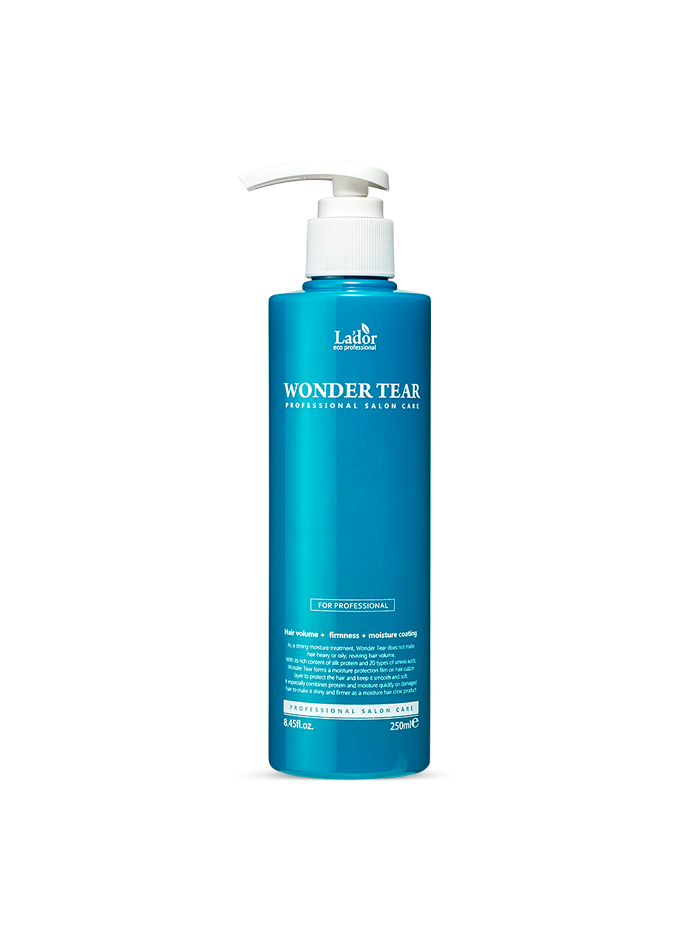 La'dor
eco professional
WONDER TEAR
PROFESSIONAL SALON CARE
FOR PROFESSIONAL
Hair volume + firmness + moisture coating
As a strong moisture treatment, Wonder Tear does not make
hair heavy or oily, reviving hair volume.
With its rich content of silk protein and 20 types of amino acids,
Wonder Tear forms a moisture protection film on hair cuticle
layer to protect the hair and keep it smooth and soft.
It especially combines protein and moisture quickly on damaged
hair to make it shiny and firmer as a moisture hair clinic product.
PROFESSIONAL SALON CARE
8.45fl.oz. 250ml℮